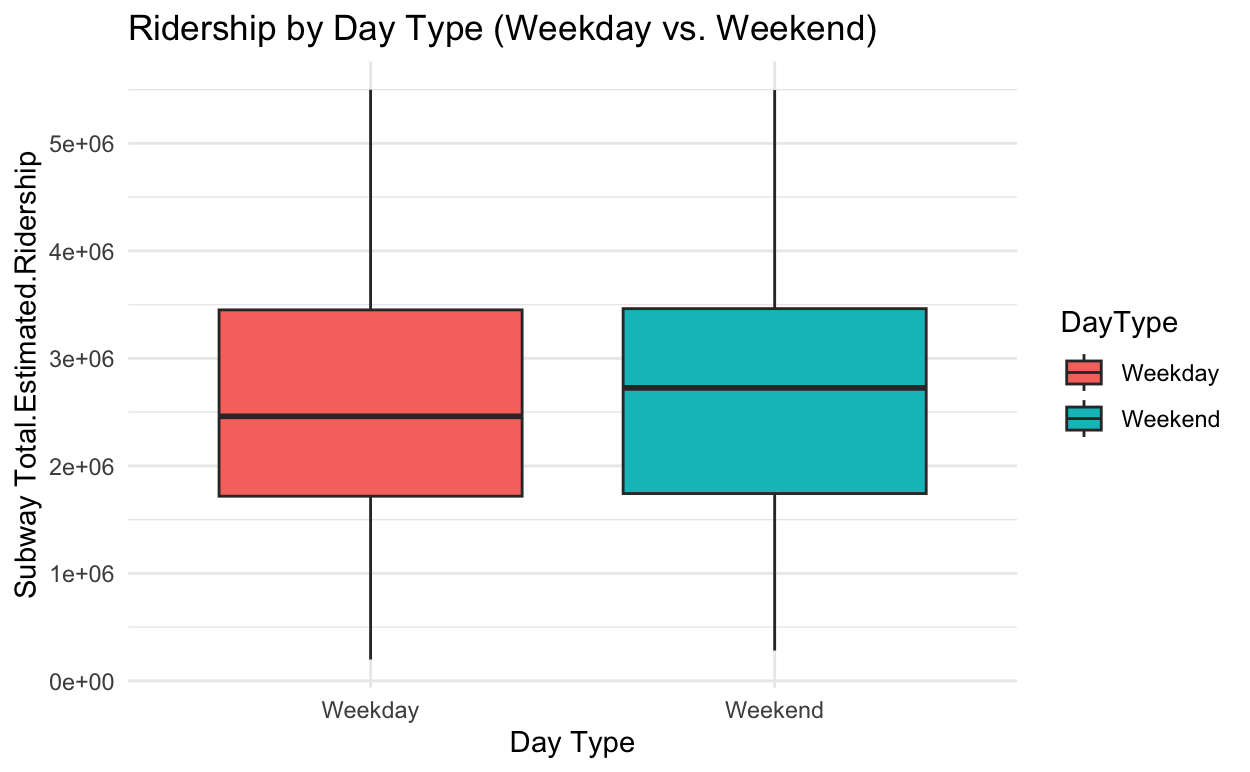 Ridership by Day Type (Weekday vs. Weekend)
Subway Total.Estimated.Ridership
5e+06
4e+06
3e+06
2e+06
1e+06
0e+00
Weekday
Weekend
Day Type
DayType
Weekday
Weekend